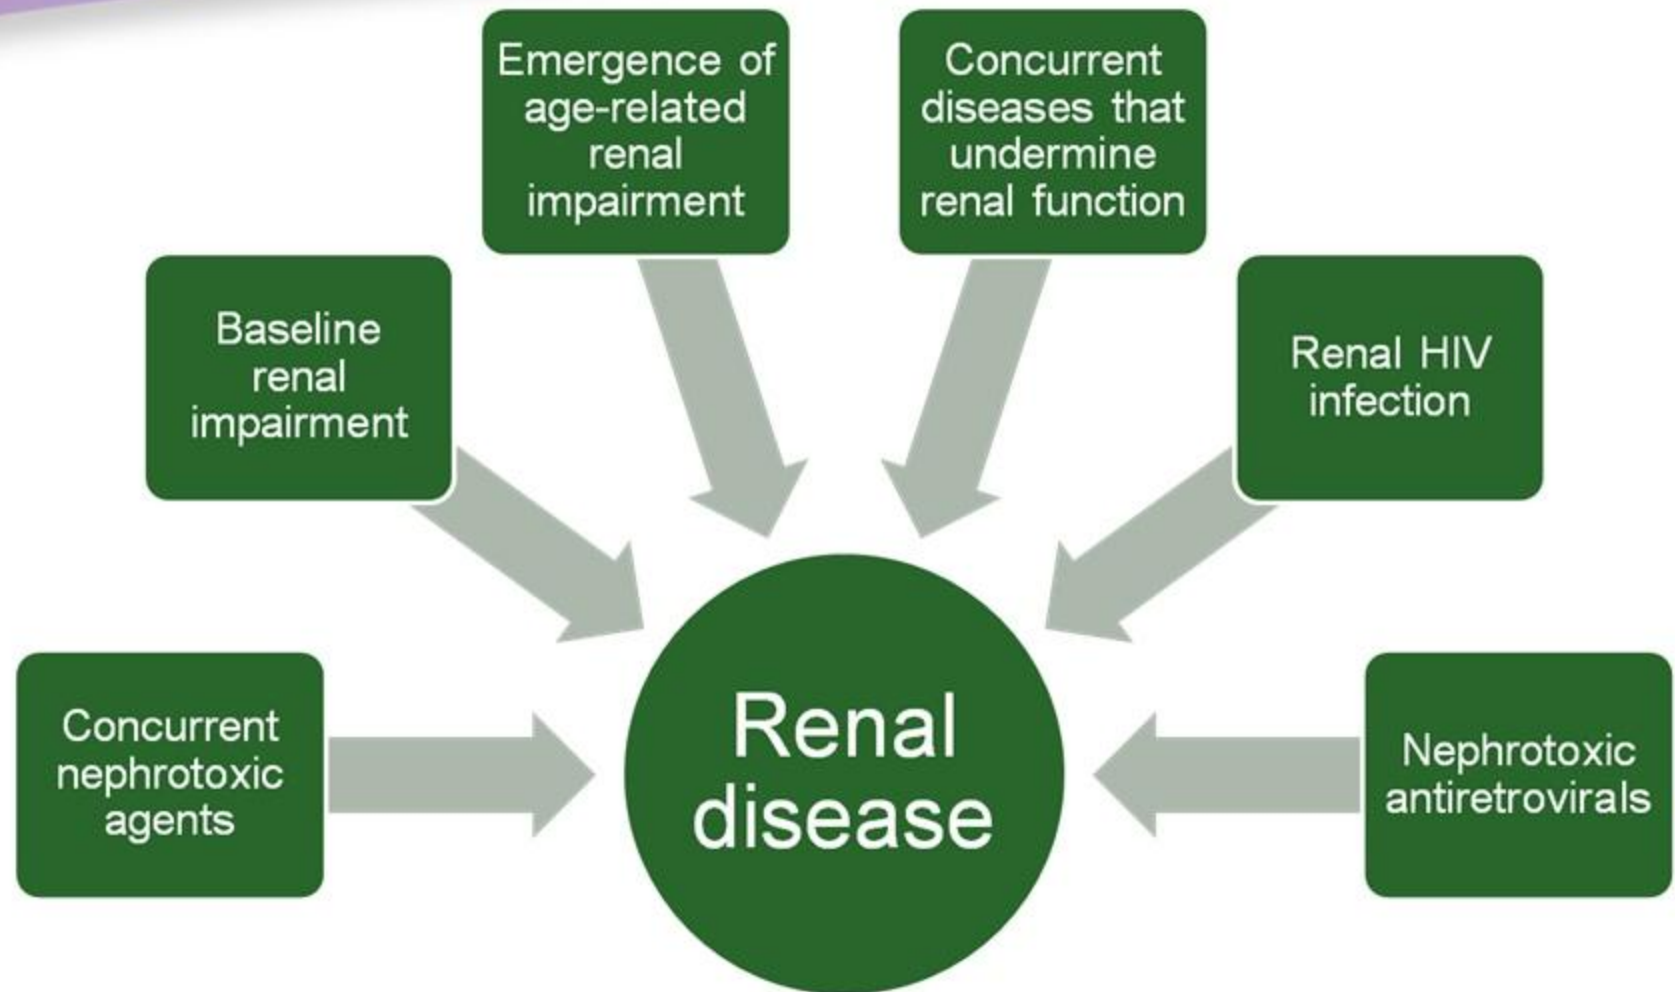 Emergence of
age-related
renal
impairment
Concurrent
diseases that
undermine
renal function
Baseline
renal
impairment
Renal HIV
infection
Concurrent
nephrotoxic
agents
Renal
disease
Nephrotoxic
antiretrovirals